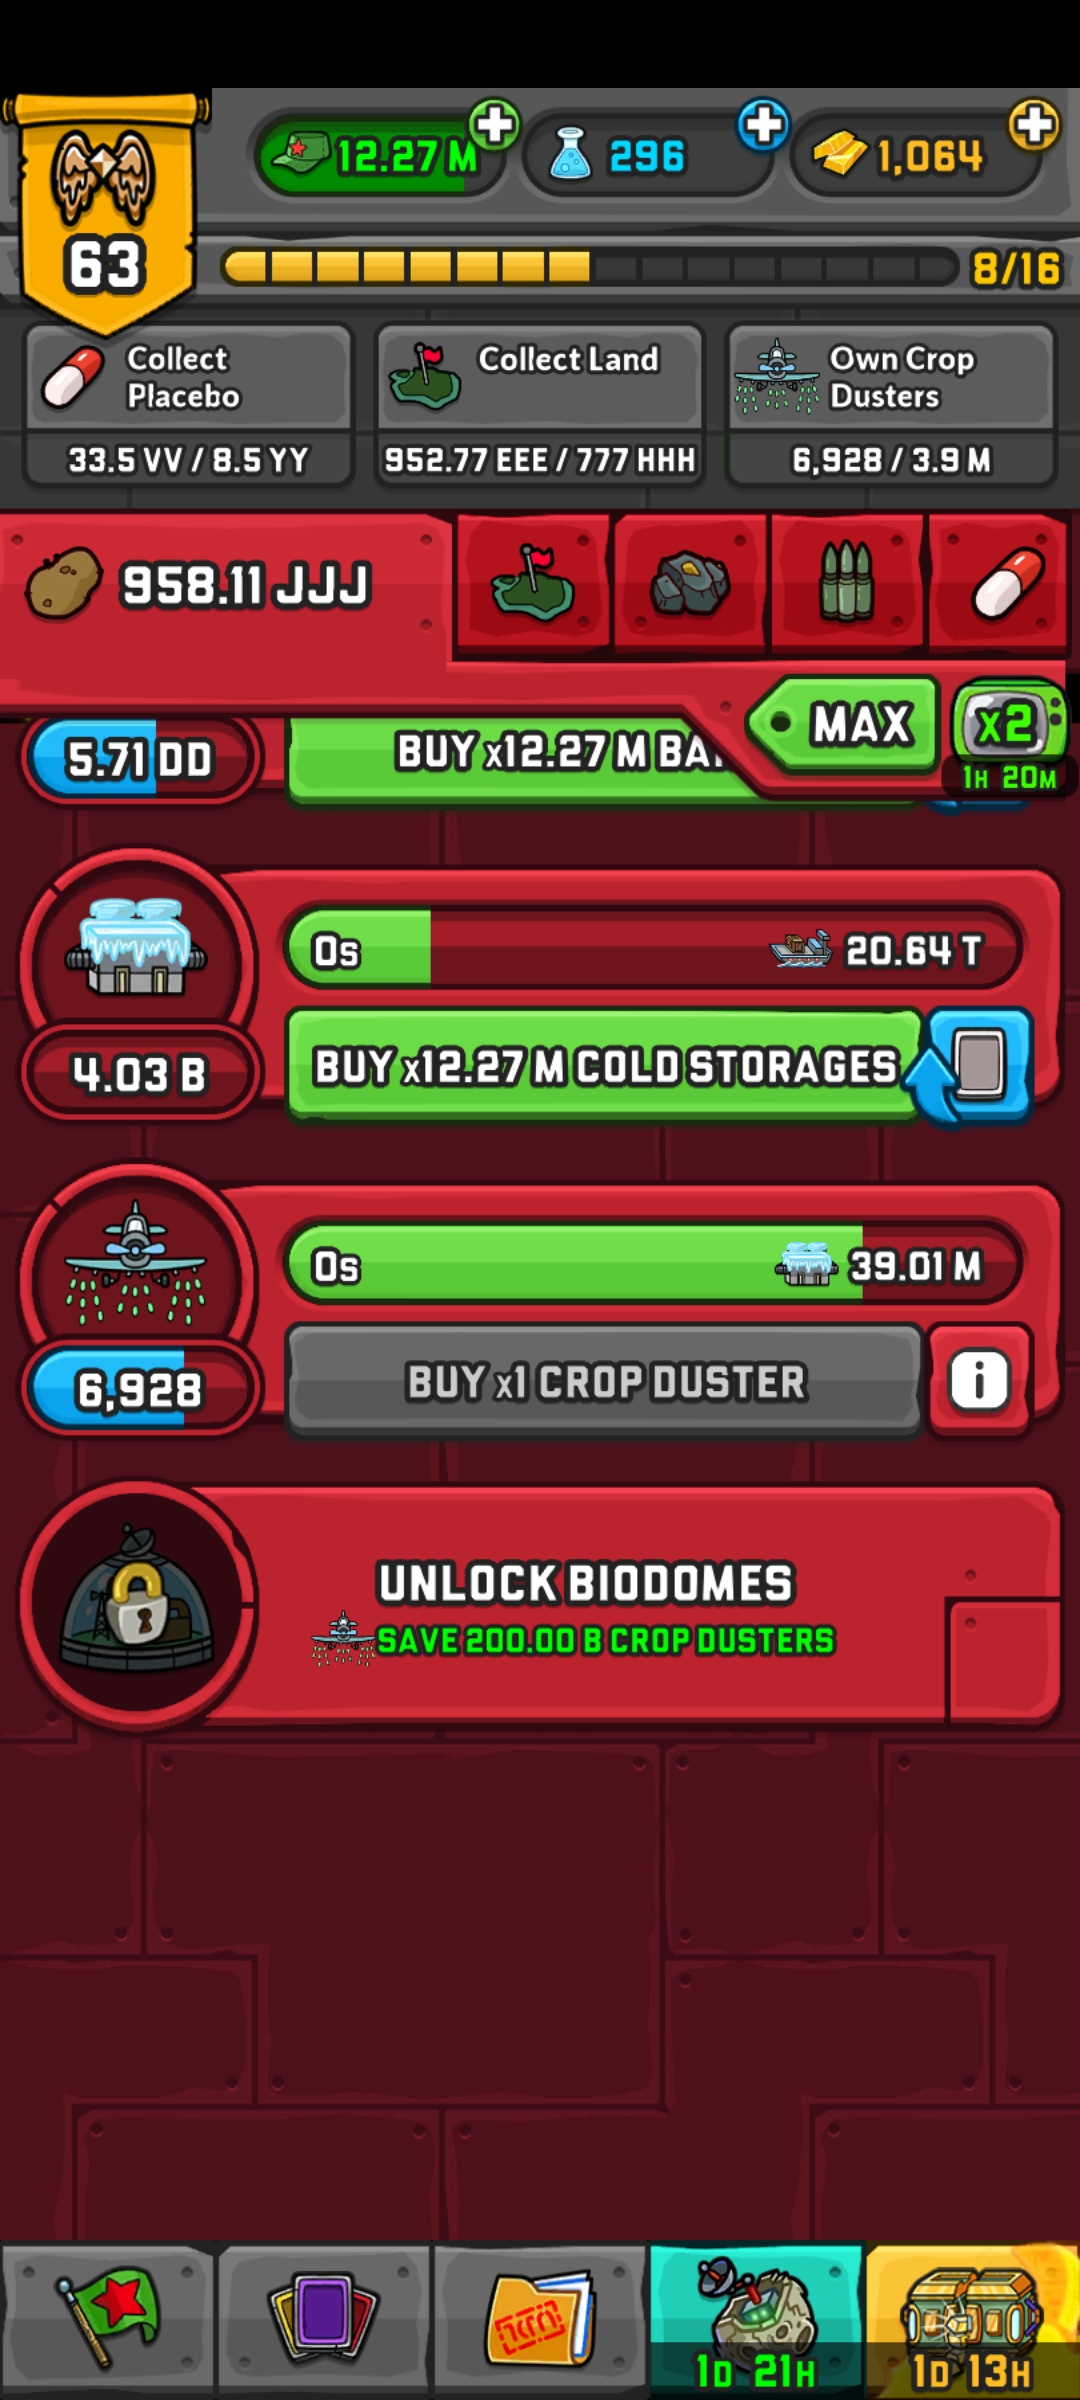 12.27 M
296
1,064
63
8/16
Collect Placebo
33.5 VV / 8.5 YY
Collect Land
952.77 EEE / 777 HHH
Own Crop Dusters
6,928 / 3.9 M
958.11 JJJ
MAX
x2
1H 20M
5.71 DD
BUY x12.27 M
0s
20.64 T
4.03 B
BUY x12.27 M COLD STORAGES
0s
39.01 M
6,928
BUY x1 CROP DUSTER
i
UNLOCK BIODOMES
SAVE 200.00 B CROP DUSTERS
1D 21H
1D 13H